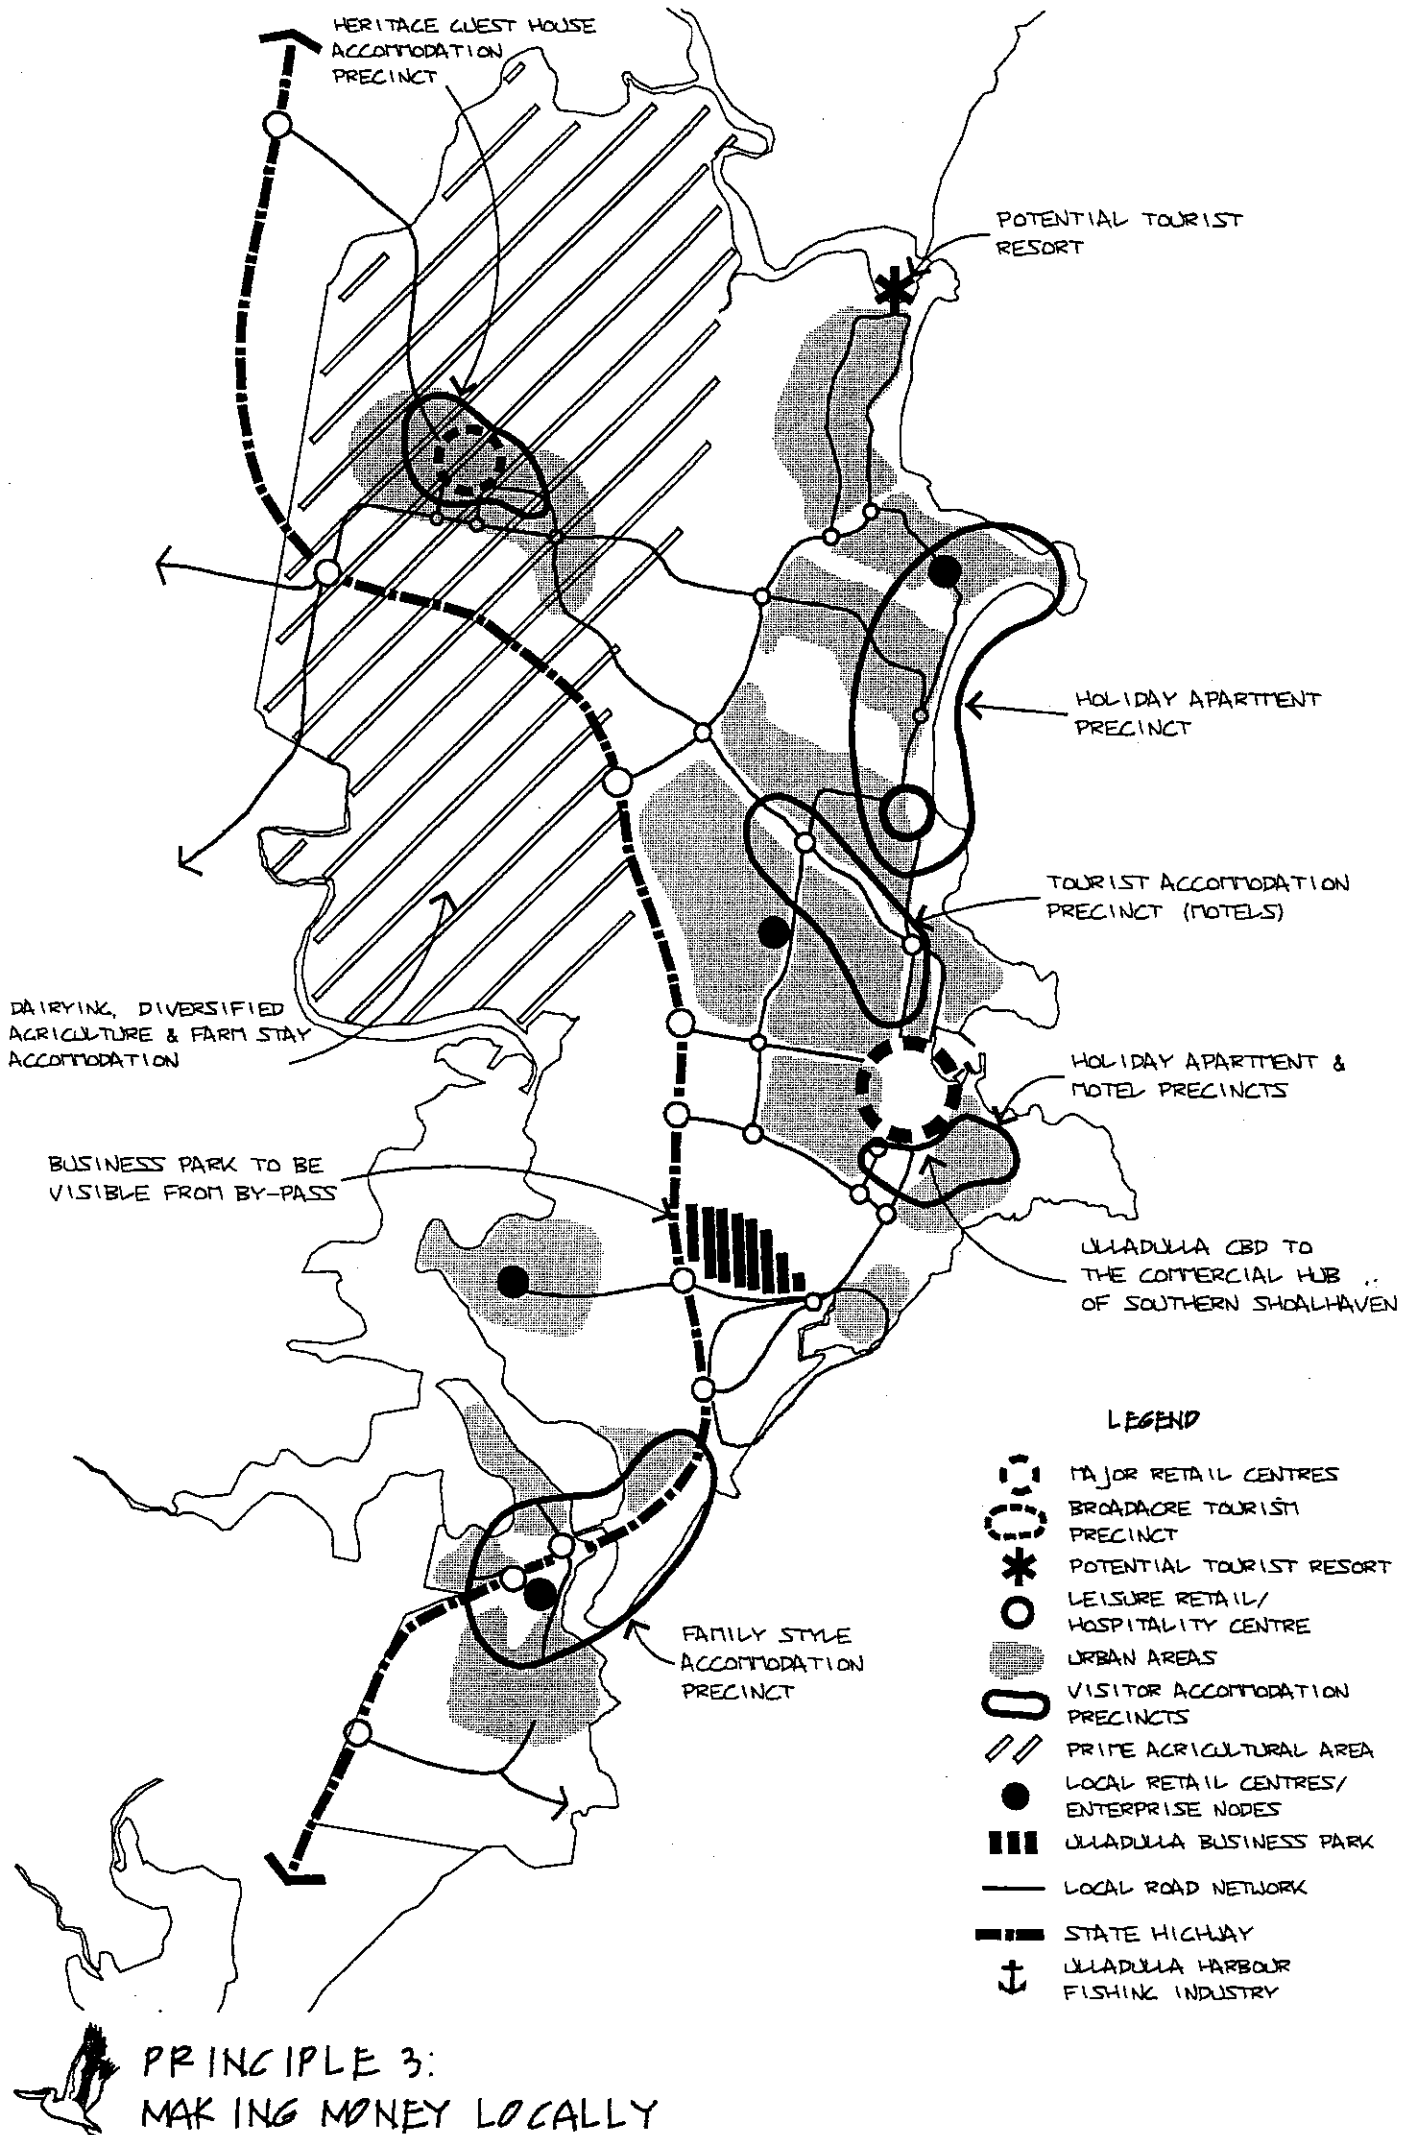 HERITAGE GUEST HOUSE
ACCOMMODATION
PRECINCT
POTENTIAL TOURIST
RESORT
HOLIDAY APARTMENT
PRECINCT
TOURIST ACCOMMODATION
PRECINCT (MOTELS)
DAIRYING, DIVERSIFIED
AGRICULTURE & FARM STAY
ACCOMMODATION
HOLIDAY APARTMENT &
MOTEL PRECINCTS
BUSINESS PARK TO BE
VISIBLE FROM BY-PASS
ULLADULLA CBD TO
THE COMMERCIAL HUB ..
OF SOUTHERN SHOALHAVEN
FAMILY STYLE
ACCOMMODATION
PRECINCT
LEGEND
MAJOR RETAIL CENTRES
BROADACRE TOURISM
PRECINCT
POTENTIAL TOURIST RESORT
LEISURE RETAIL/
HOSPITALITY CENTRE
URBAN AREAS
VISITOR ACCOMMODATION
PRECINCTS
PRIME AGRICULTURAL AREA
LOCAL RETAIL CENTRES/
ENTERPRISE NODES
ULLADULLA BUSINESS PARK
LOCAL ROAD NETWORK
STATE HIGHWAY
ULLADULLA HARBOUR
FISHING INDUSTRY
PRINCIPLE 3:
MAKING MONEY LOCALLY